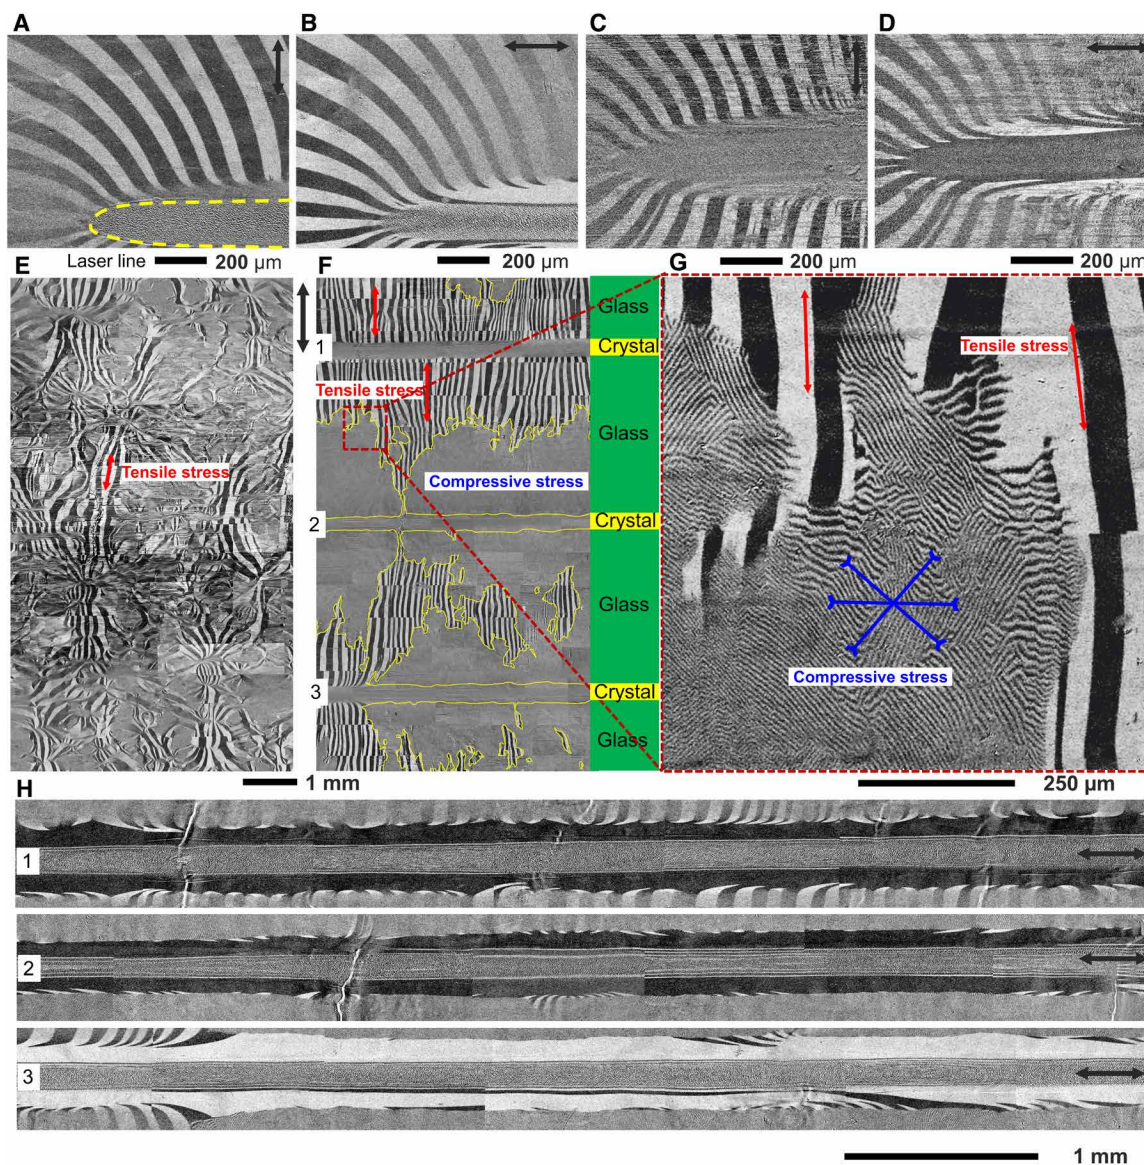 A
B
C
D
Laser line
200 µm
200 µm
200 µm
200 µm
E
F
G
Glass
1
Crystal
Tensile stress
Tensile stress
Glass
Tensile stress
Compressive stress
2
Crystal
Glass
Compressive stress
3
Crystal
Glass
1 mm
250 µm
H
1
2
3
1 mm